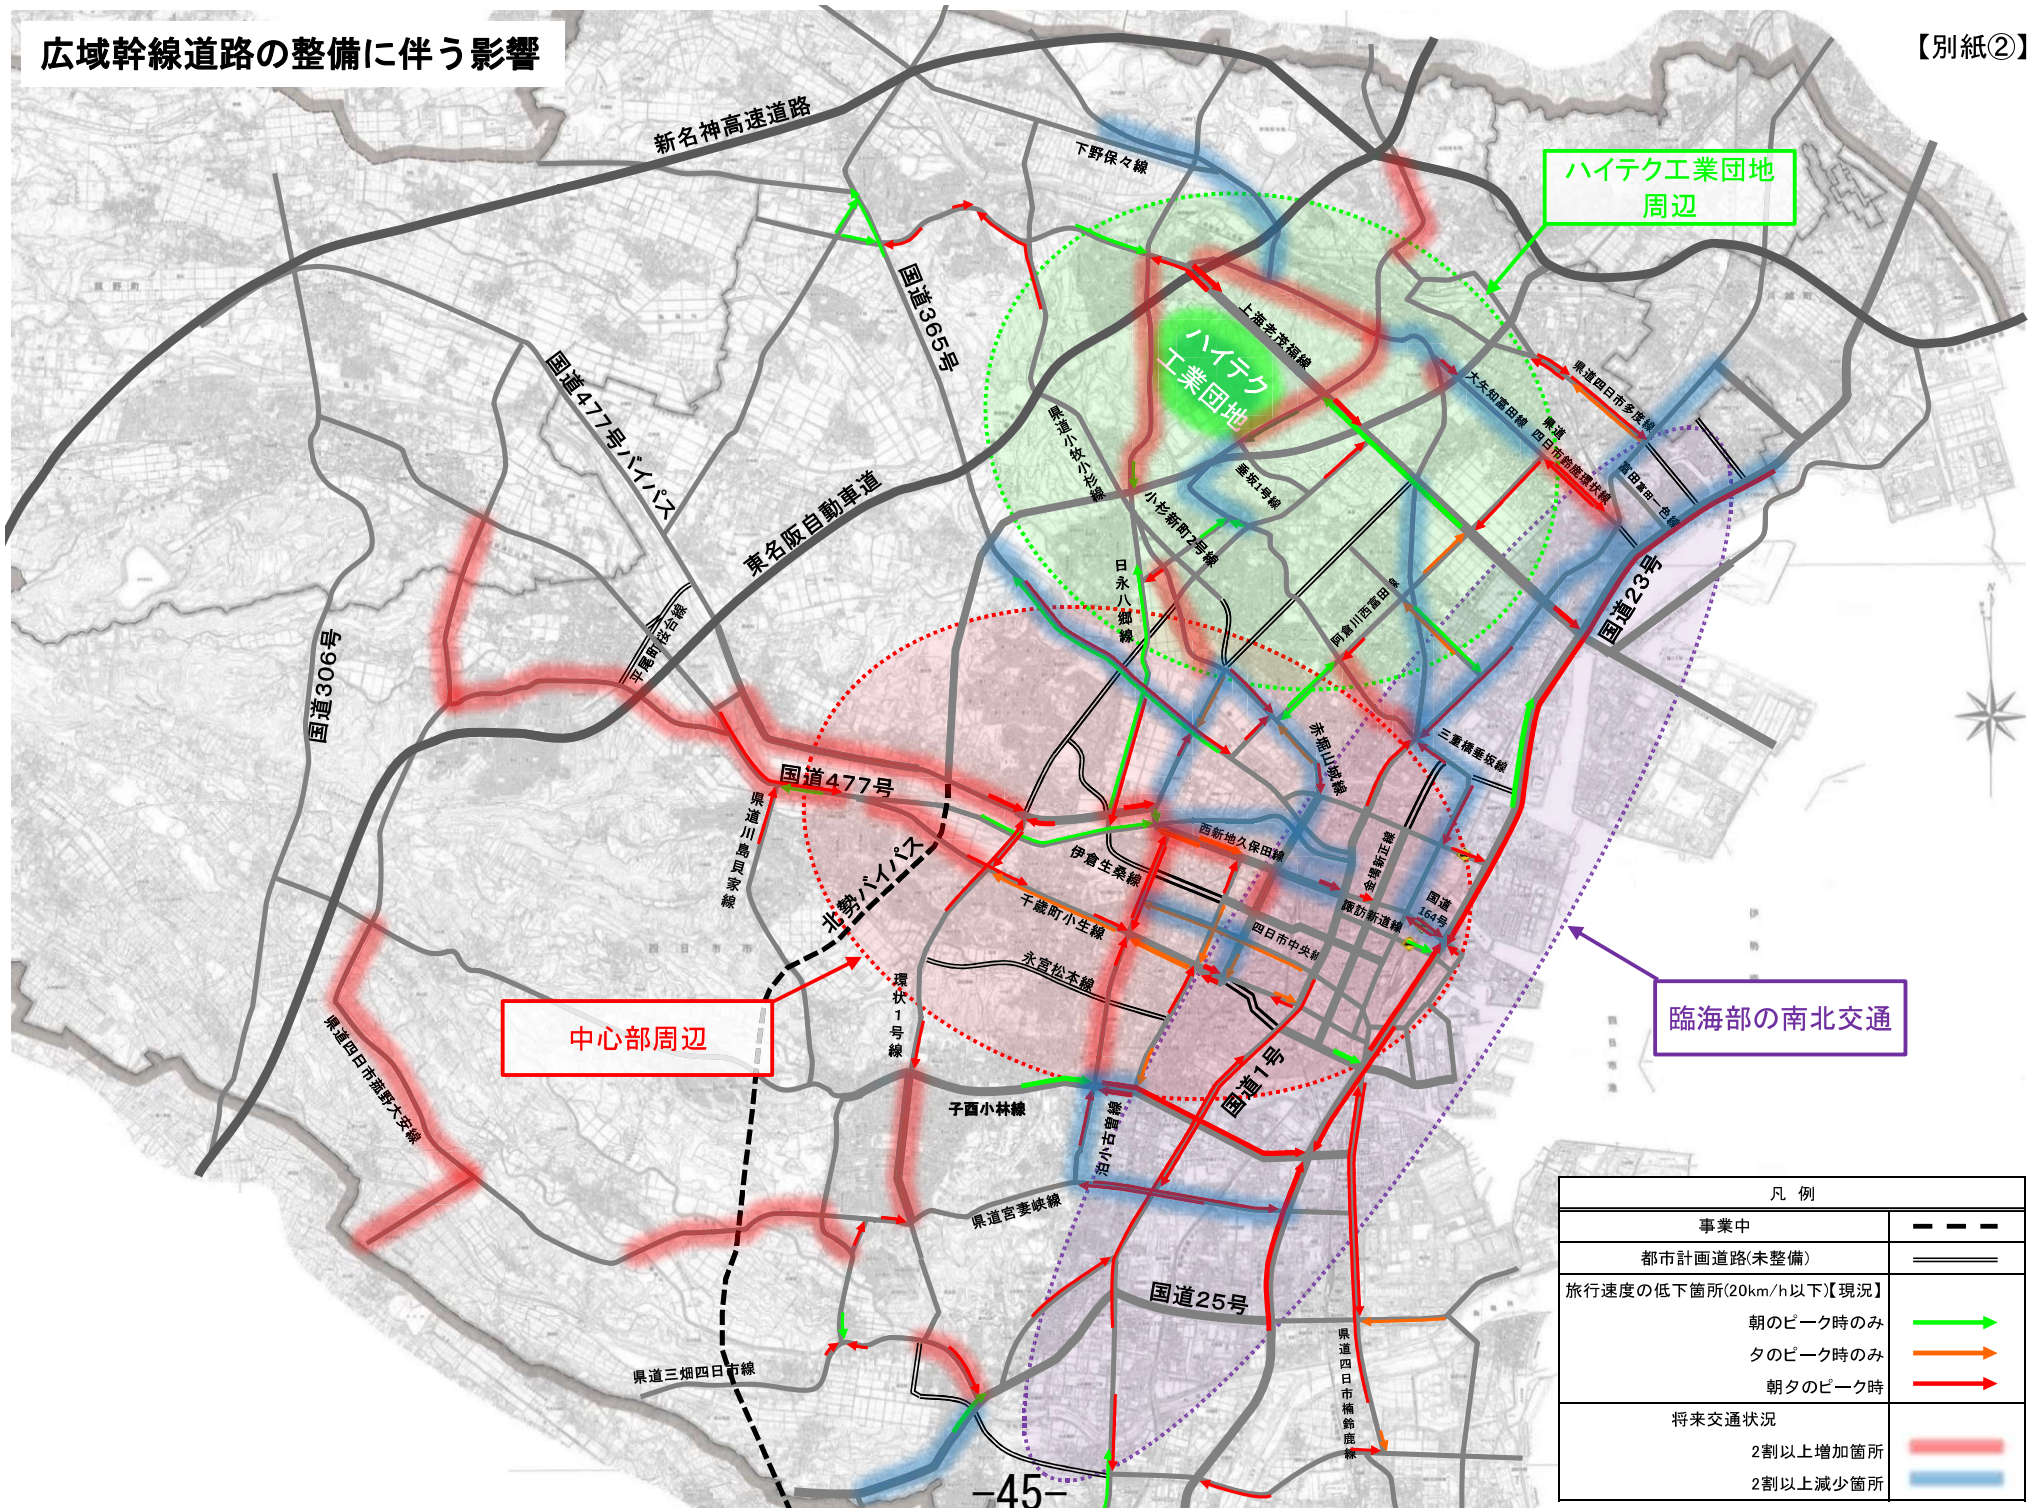 広域幹線道路の整備に伴う影響
【別紙②】
新名神高速道路
下野保々線
ハイテク工業団地
周辺
国道365号
上海老茂福線
ハイテク
工業団地
国道477号バイパス
県道小牧小杉線
県道四日市多度線
大矢知富田線
県道
四日市鈴鹿環状線
垂坂1号線
富田富田一色線
東名阪自動車道
小杉新町2号線
日永八郷線
阿倉川西富田線
国道23号
平尾町桜台線
国道306号
赤堀山城線
三重橋垂坂線
国道477号
県道川島貝家線
西新地久保田線
金場新正線
伊倉生桑線
北勢バイパス
千歳町小生線
国道
164号
諏訪新道線
四日市中央線
永宮松本線
環状1号線
中心部周辺
臨海部の南北交通
県道四日市菰野大安線
国道1号
子酉小林線
泊小古曽線
県道宮妻峡線
国道25号
県道三畑四日市線
県道四日市楠鈴鹿線
凡 例
事業中
都市計画道路(未整備)
旅行速度の低下箇所(20km/h以下)【現況】
朝のピーク時のみ
夕のピーク時のみ
朝夕のピーク時
将来交通状況
2割以上増加箇所
2割以上減少箇所
-45-